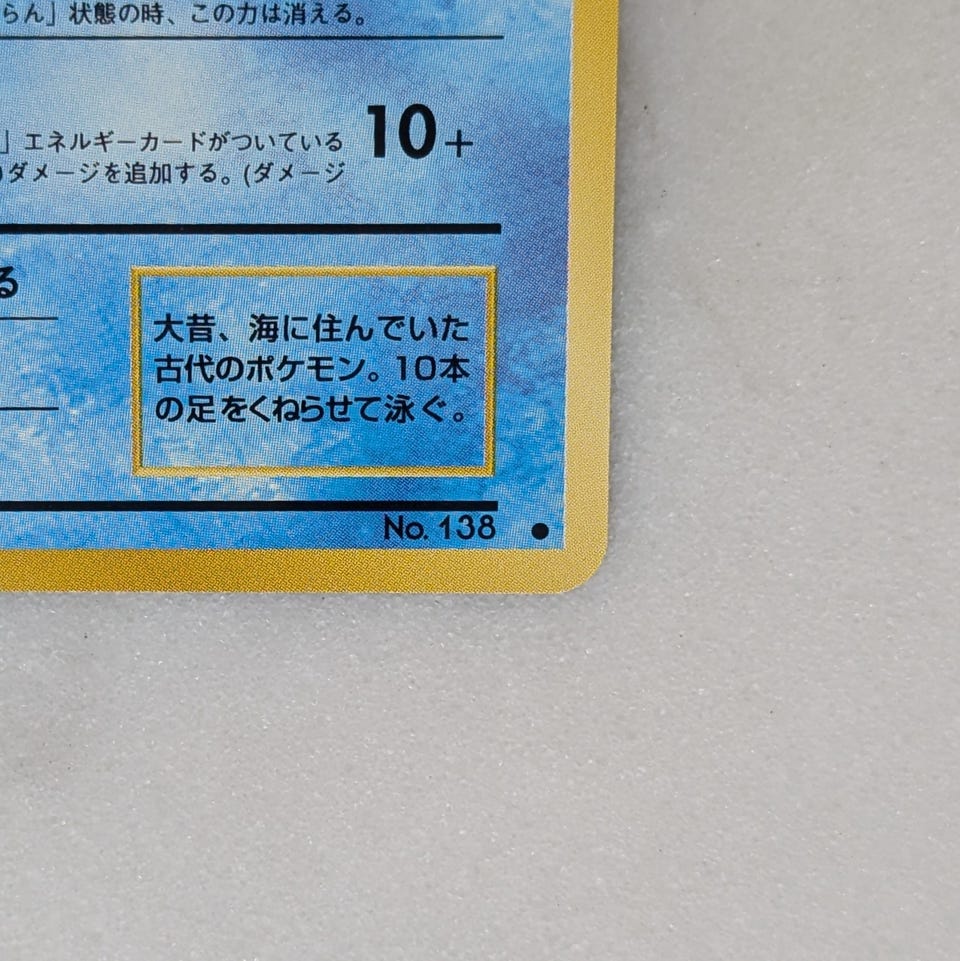 らん」状態の時、この力は消える。
」エネルギーカードがついている
10+
ダメージを追加する。(ダメージ
る
大昔、海に住んでいた
古代のポケモン。10本
の足をくねらせて泳ぐ。
No. 138 ●